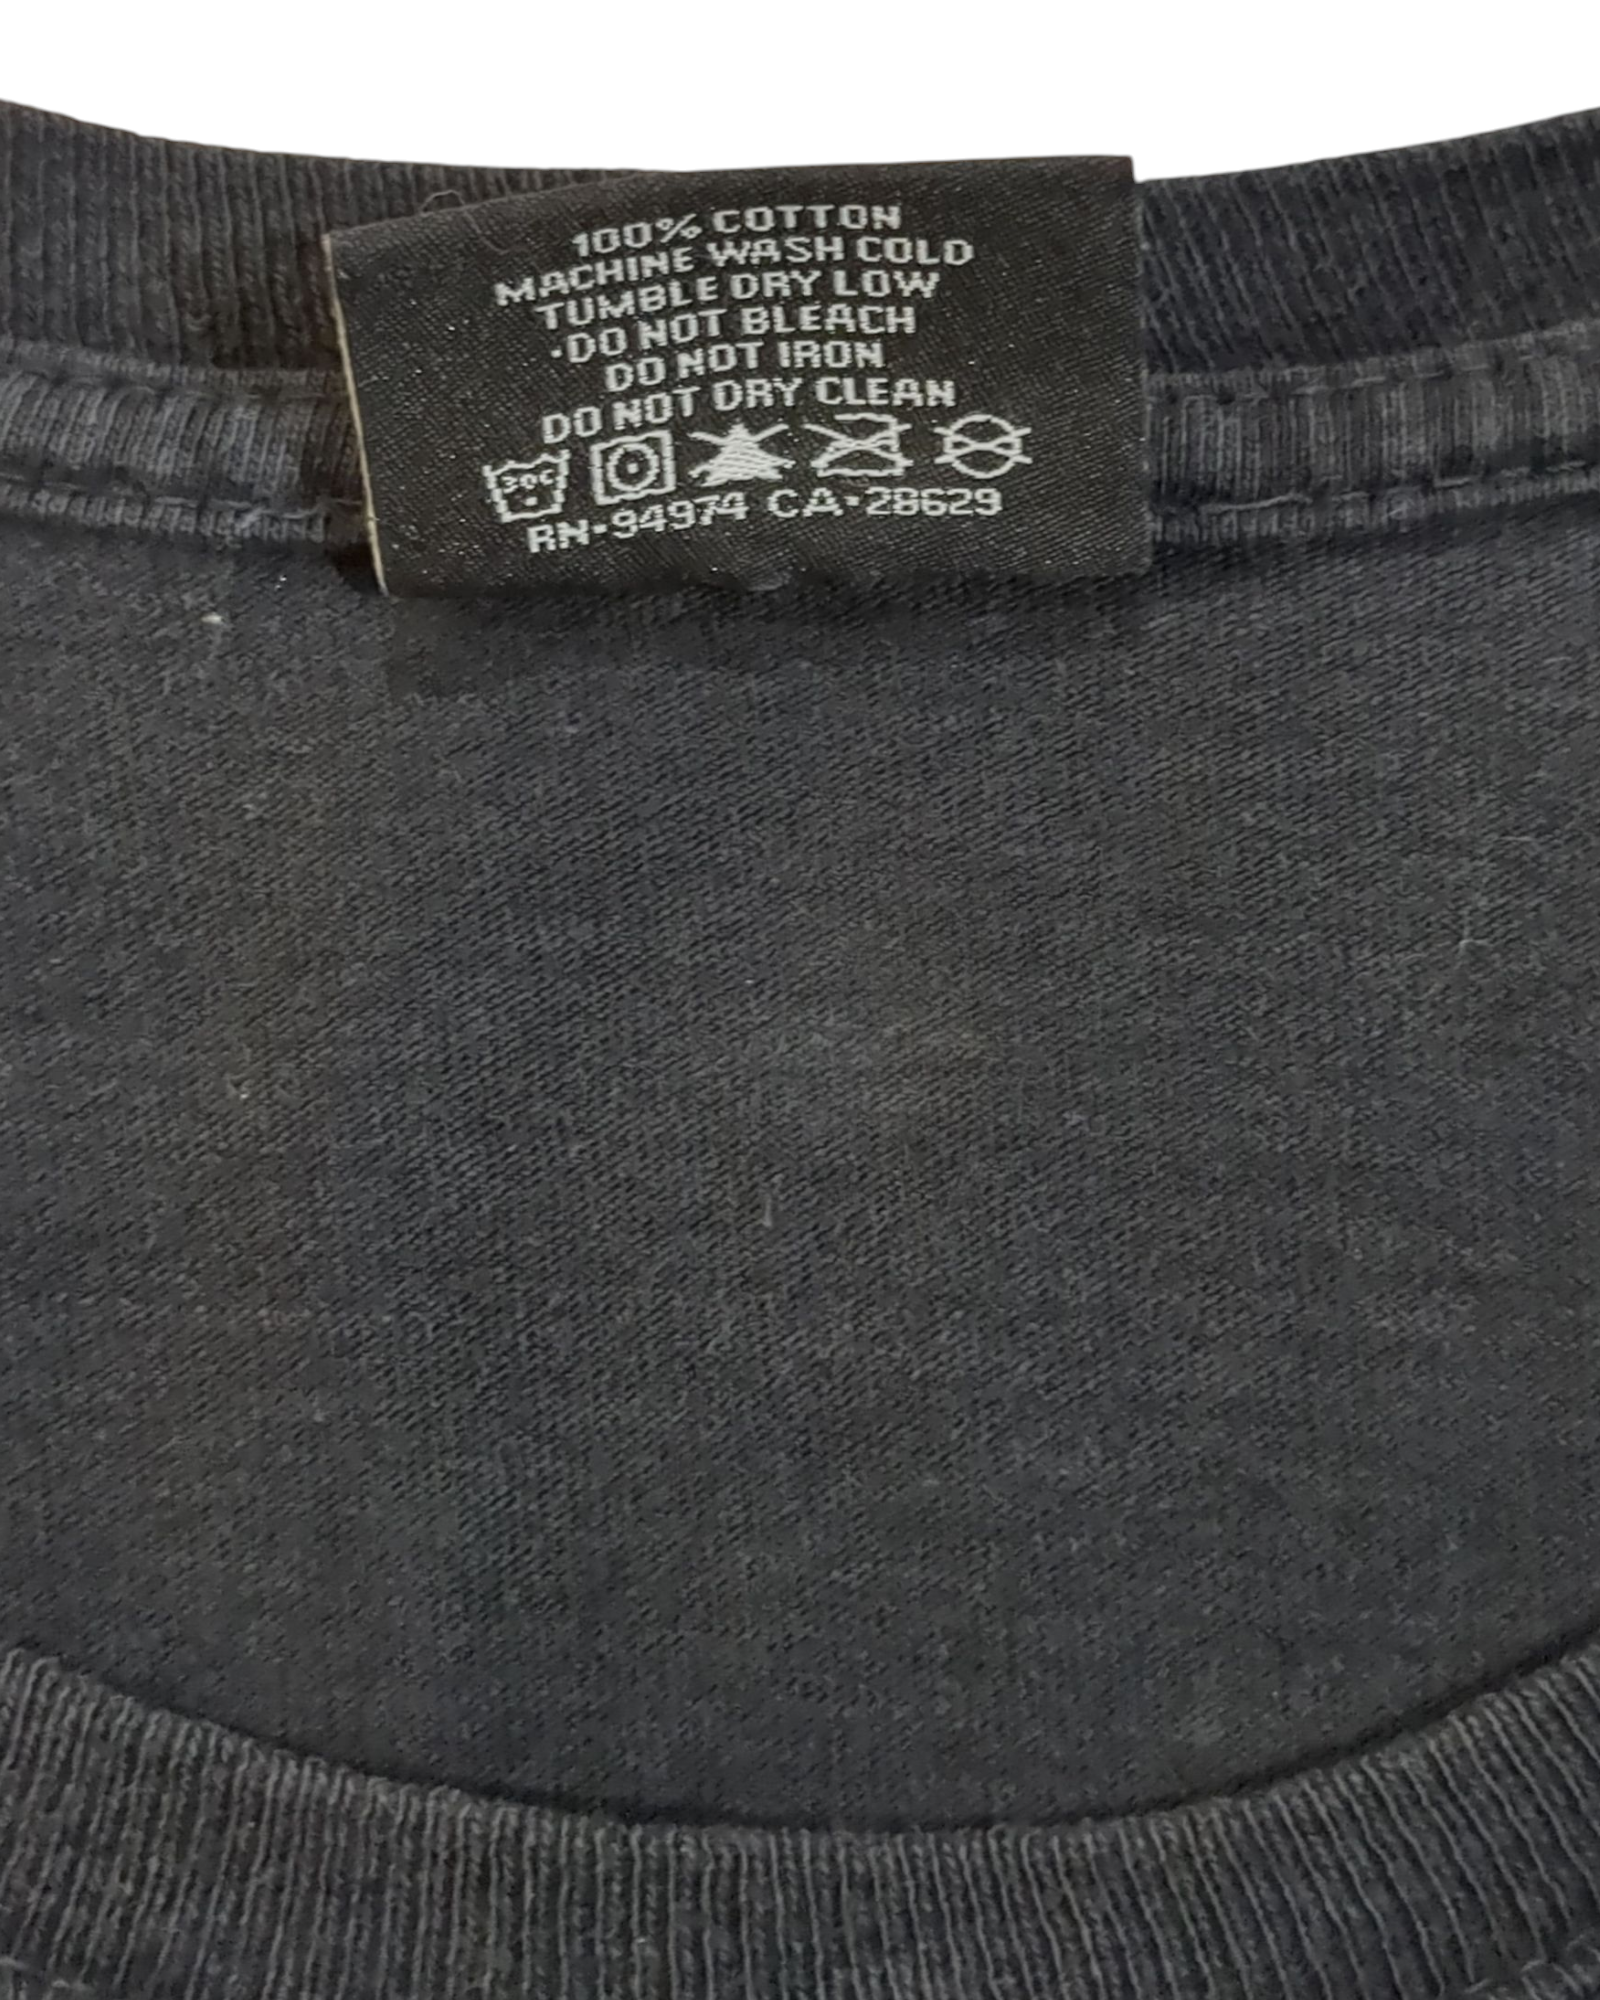 100% COTTON
MACHINE WASH COLD
TUMBLE DRY LOW
·DO NOT BLEACH
DO NOT IRON
DO NOT DRY CLEAN
30C
RN·94974 CA·28629